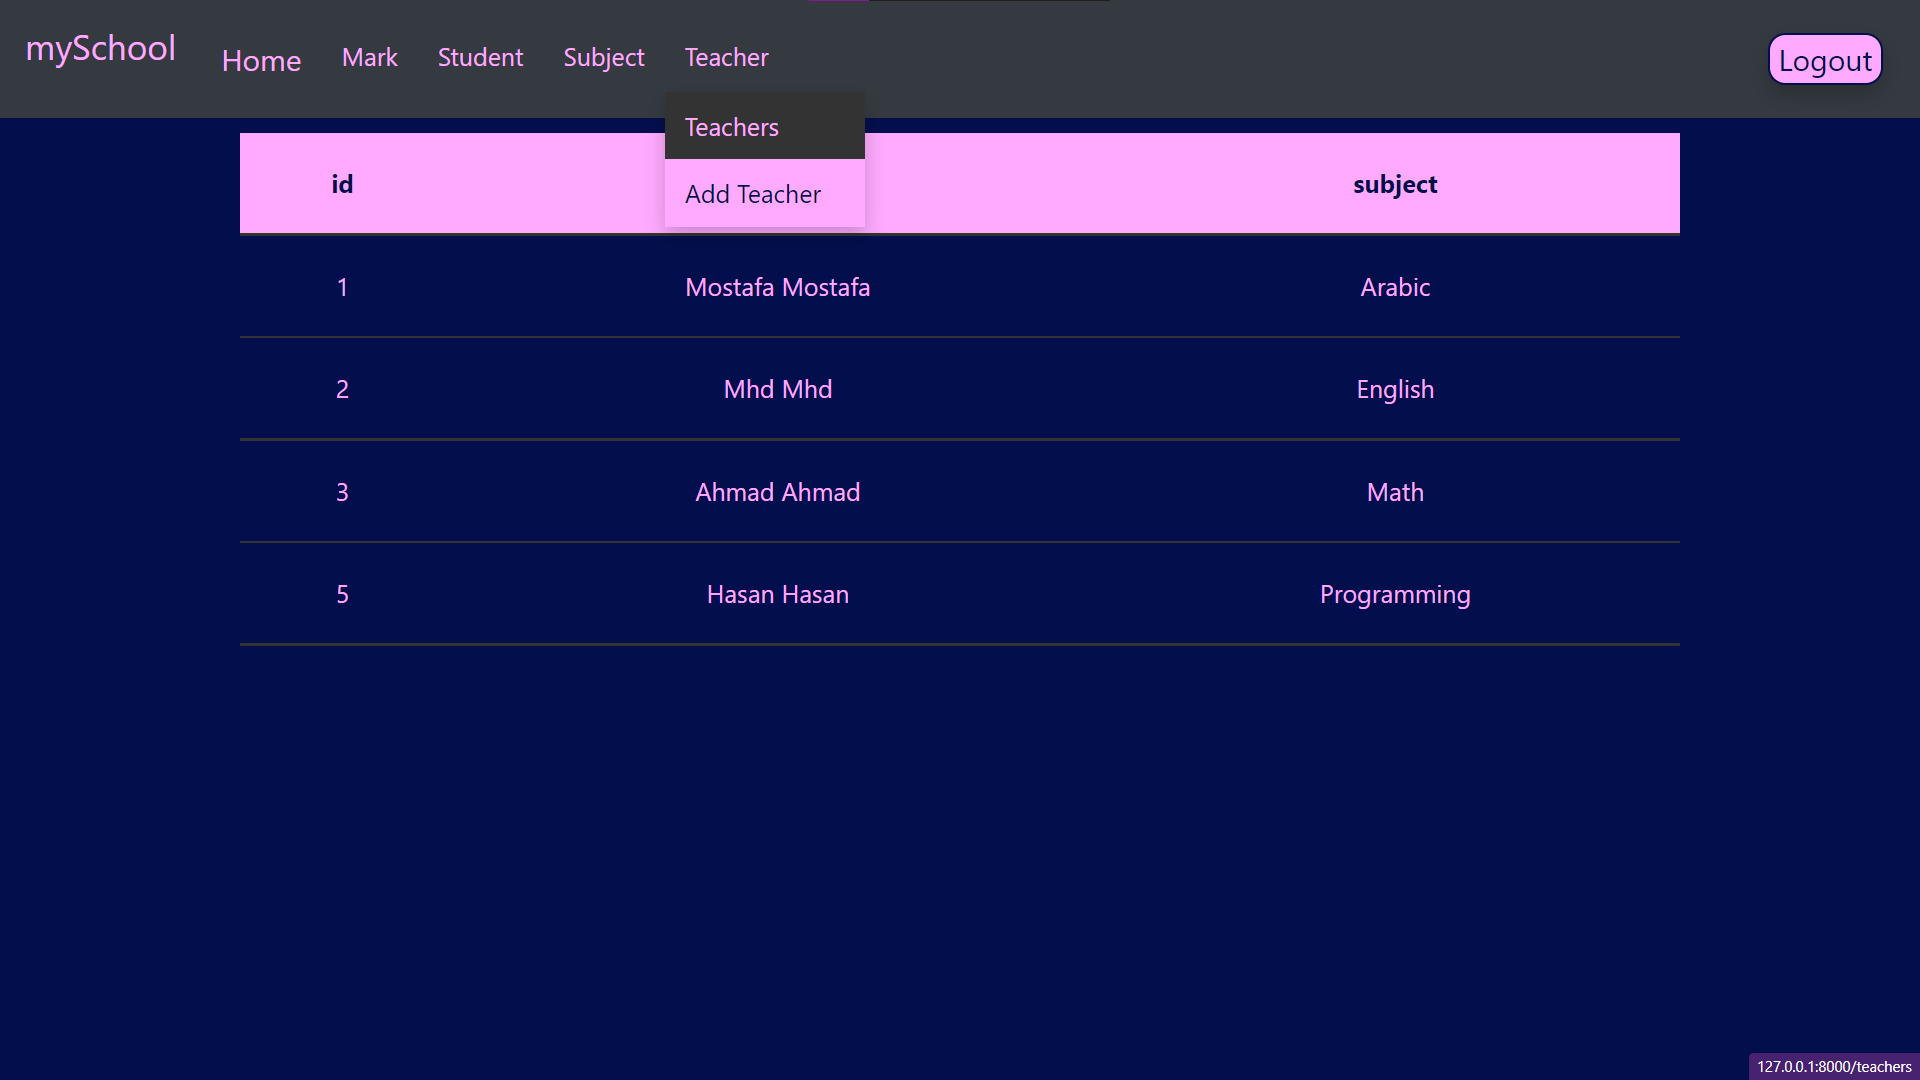 mySchool Home Mark Student Subject Teacher Logout
Teachers
Add Teacher
id subject
1 Mostafa Mostafa Arabic
2 Mhd Mhd English
3 Ahmad Ahmad Math
5 Hasan Hasan Programming
127.0.0.1:8000/teachers